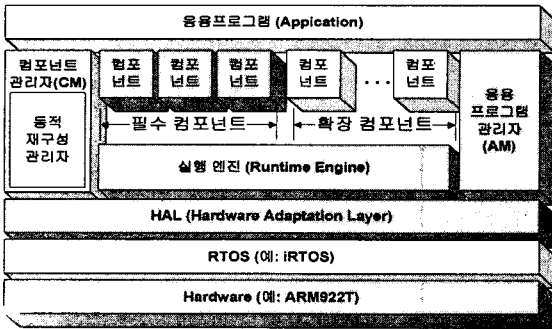 응용프로그램 (Appication)
컴포넌트
관리자(CM)
동적
재구성
관리자
컴포
넌트
컴포
넌트
컴포
넌트
컴포
넌트
...
컴포
넌트
필수 컴포넌트
확장 컴포넌트
실행 엔진 (Runtime Engine)
응용
프로그램
관리자
(AM)
HAL (Hardware Adaptation Layer)
RTOS (예: iRTOS)
Hardware (예: ARM922T)